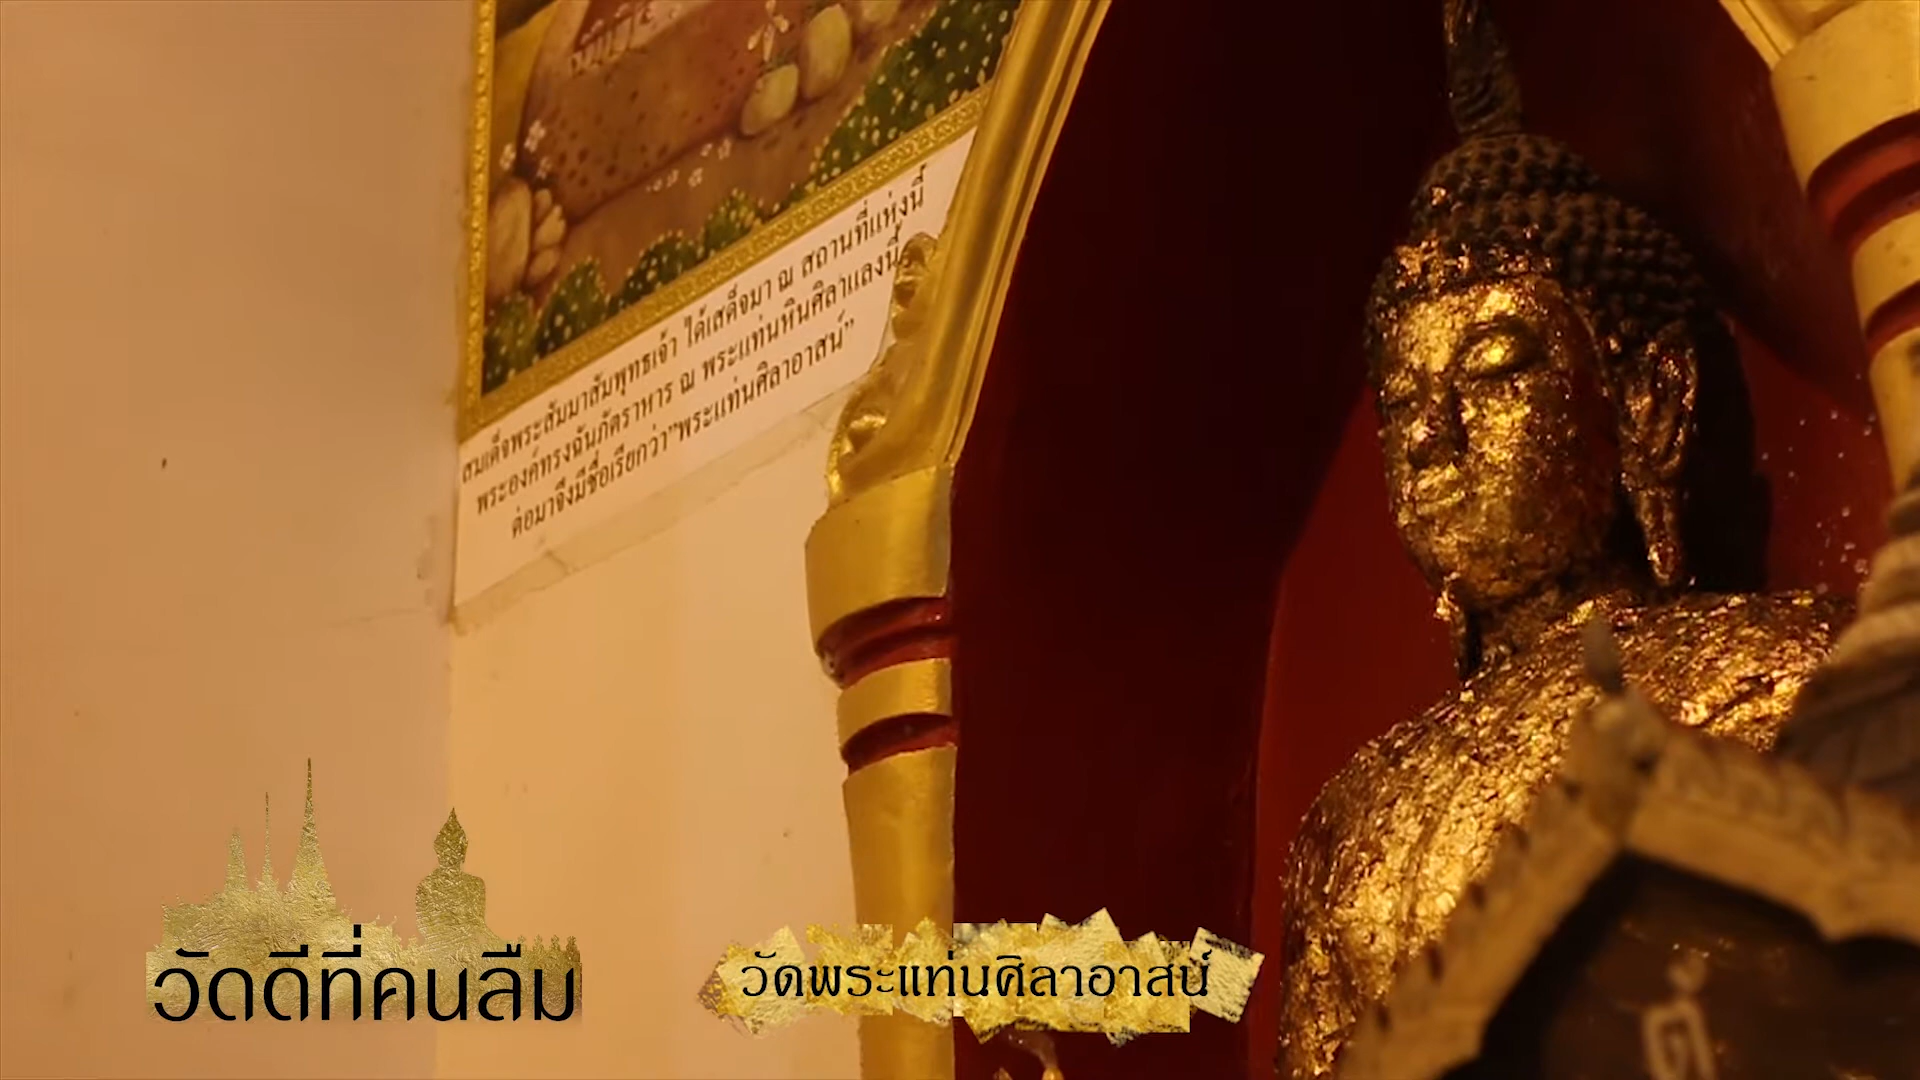 สมเด็จพระสัมมาสัมพุทธเจ้า ได้เสด็จมา ณ สถานที่แห่งนี้
พระองค์ทรงฉันภัตราหาร ณ พระแท่นหินศิลาแลงนี้
ต่อมาจึงมีชื่อเรียกว่า"พระแท่นศิลาอาสน์"
วัดดีที่คนลืม
วัดพระแท่นศิลาอาสน์